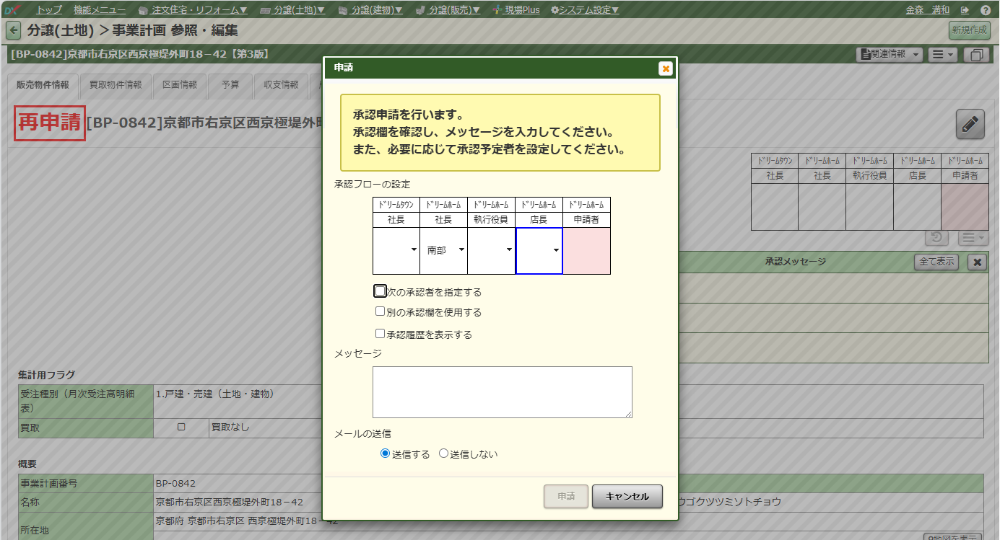 DX トップ 機能メニュー 注文住宅・リフォーム▼ 分譲(土地)▼ 分譲(建物)▼ 分譲(販売)▼ 現場Plus システム設定▼ 金森 満和
分譲(土地) ＞事業計画 参照・編集 新規作成
[BP-0842]京都市右京区西京極堤外町18－42【第3版】 関連情報
販売物件情報 買取物件情報 区画情報 予算 収支情報
再申請 [BP-0842]京都市右京区西京極堤外町
ﾄﾞﾘｰﾑﾀｳﾝ ﾄﾞﾘｰﾑﾎｰﾑ ﾄﾞﾘｰﾑﾎｰﾑ ﾄﾞﾘｰﾑﾎｰﾑ ﾄﾞﾘｰﾑﾎｰﾑ
社長 社長 執行役員 店長 申請者
承認メッセージ 全て表示
申請
承認申請を行います。
承認欄を確認し、メッセージを入力してください。
また、必要に応じて承認予定者を設定してください。
承認フローの設定
ﾄﾞﾘｰﾑﾀｳﾝ ﾄﾞﾘｰﾑﾎｰﾑ ﾄﾞﾘｰﾑﾎｰﾑ ﾄﾞﾘｰﾑﾎｰﾑ ﾄﾞﾘｰﾑﾎｰﾑ
社長 社長 執行役員 店長 申請者
南部
次の承認者を指定する
別の承認欄を使用する
承認履歴を表示する
メッセージ
メールの送信
送信する 送信しない
申請 キャンセル
集計用フラグ
受注種別（月次受注高明細
表） 1.戸建・売建（土地・建物）
買取 買取なし
概要
事業計画番号 BP-0842
名称 京都市右京区西京極堤外町18－42 ウゴクツツミソトチョウ
所在地 京都府 京都市右京区 西京極堤外町18－42
地図を表示